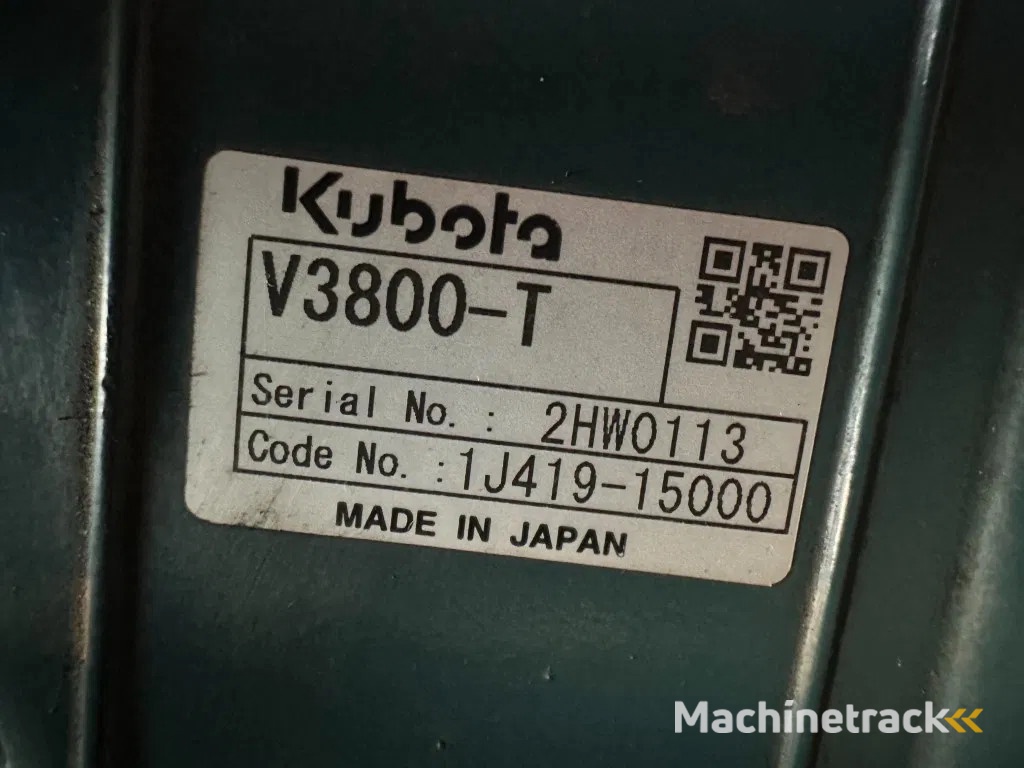 Kubota
V3800-T
Serial No. : 2HW0113
Code No. :1J419-15000
MADE IN JAPAN
Machinetrack